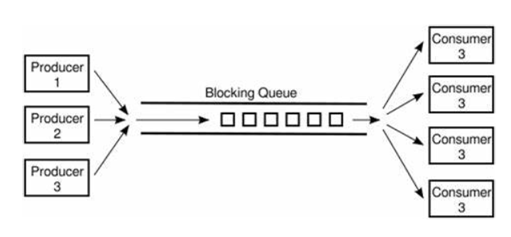 Producer
1
Producer
2
Producer
3
Blocking Queue
Consumer
3
Consumer
3
Consumer
3
Consumer
3